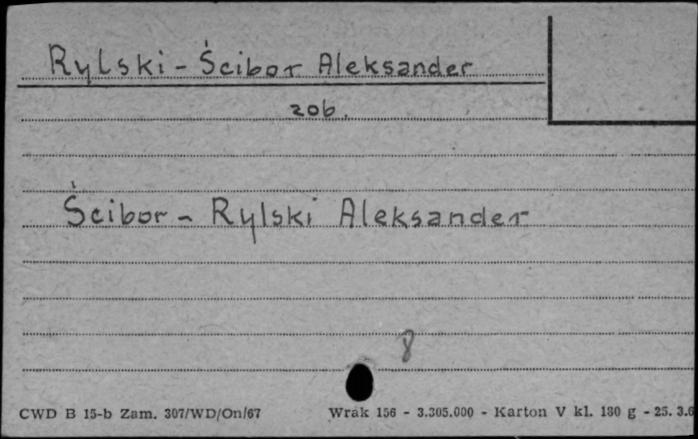 Rylski - Ścibor Aleksander
zob.
Ścibor - Rylski Aleksander
8
CWD B 15-b Zam. 307/WD/On/67 Wrak 156 - 3.305.000 - Karton V kl. 180 g - 25. 3.6